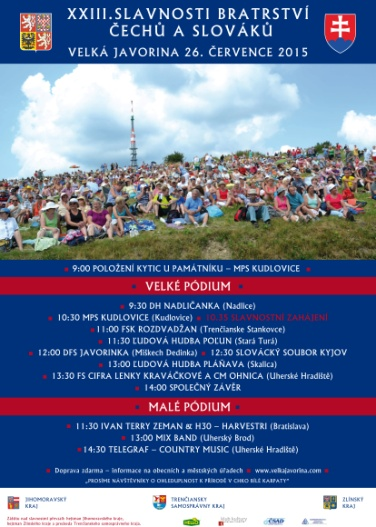 XXIII.SLAVNOSTI BRATRSTVÍ
ČECHŮ A SLOVÁKŮ
VELKÁ JAVORINA 26. ČERVENCE 2015
9:00 POLOŽENÍ KYTIC U PAMÁTNÍKU – MPS KUDLOVICE
VELKÉ PÓDIUM
9:30 DH NADLIČANKA (Nadlice)
10:30 MPS KUDLOVICE (Kudlovice) 10.35 SLAVNOSTNÍ ZAHÁJENÍ
11:00 FSK ROZDVAĎAN (Trenčianske Stankovce)
11:30 ĽUDOVÁ HUDBA POĽUN (Stará Turá)
12:00 DFS JAVORINKA (Miškech Dedinka) 12:30 SLOVÁCKÝ SOUBOR KYJOV
13:00 ĽUDOVÁ HUDBA PLÁŇAVA (Skalica)
13:30 FS CIFRA LENKY KRAVÁČKOVÉ A CM OHNICA (Uherské Hradiště)
14:00 SPOLEČNÝ ZÁVĚR
MALÉ PÓDIUM
11:30 IVAN TERRY ZEMAN & H30 – HARVESTRI (Bratislava)
13:00 MIX BAND (Uherský Brod)
14:30 TELEGRAF – COUNTRY MUSIC (Uherské Hradiště)
Doprava zdarma – informace na obecních a městských úřadech www.velkajavorina.com
"PROSÍME NÁVŠTĚVNÍKY O OHLEDUPLNOST K PŘÍRODĚ V CHKO BÍLÉ KARPATY"
JIHOMORAVSKÝ
KRAJ
TRENČIANSKY
SAMOSPRÁVNY KRAJ
ZLÍNSKÝ
KRAJ